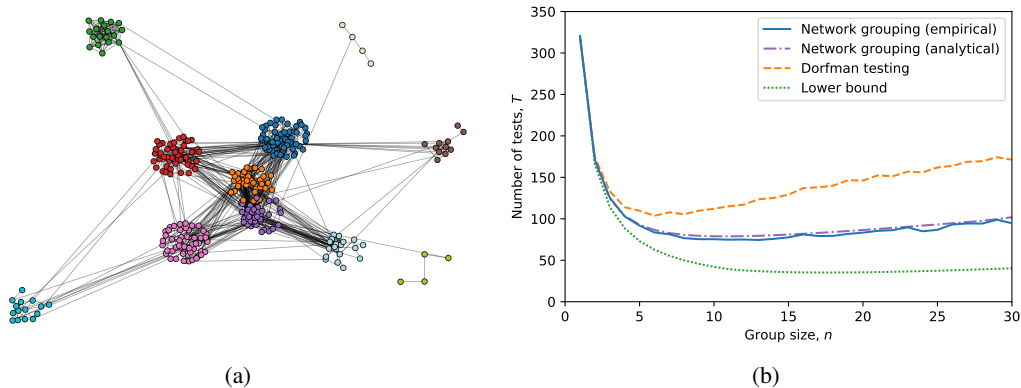 350
300
250
200
150
100
50
0
Number of tests, T
0 5 10 15 20 25 30
Group size, n
Network grouping (empirical)
Network grouping (analytical)
Dorfman testing
Lower bound
(a)
(b)